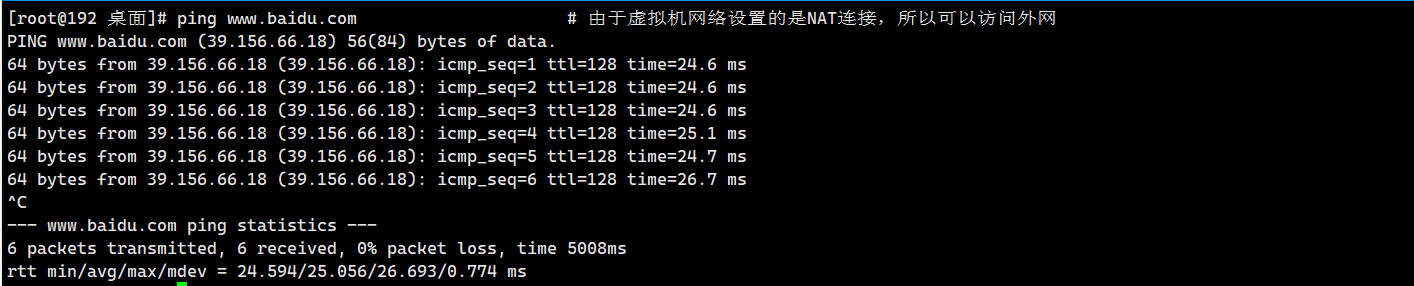 [root@192 桌面]# ping www.baidu.com # 由于虚拟机网络设置的是NAT连接，所以可以访问外网
PING www.baidu.com (39.156.66.18) 56(84) bytes of data.
64 bytes from 39.156.66.18 (39.156.66.18): icmp_seq=1 ttl=128 time=24.6 ms
64 bytes from 39.156.66.18 (39.156.66.18): icmp_seq=2 ttl=128 time=24.6 ms
64 bytes from 39.156.66.18 (39.156.66.18): icmp_seq=3 ttl=128 time=24.6 ms
64 bytes from 39.156.66.18 (39.156.66.18): icmp_seq=4 ttl=128 time=25.1 ms
64 bytes from 39.156.66.18 (39.156.66.18): icmp_seq=5 ttl=128 time=24.7 ms
64 bytes from 39.156.66.18 (39.156.66.18): icmp_seq=6 ttl=128 time=26.7 ms
^C
--- www.baidu.com ping statistics ---
6 packets transmitted, 6 received, 0% packet loss, time 5008ms
rtt min/avg/max/mdev = 24.594/25.056/26.693/0.774 ms